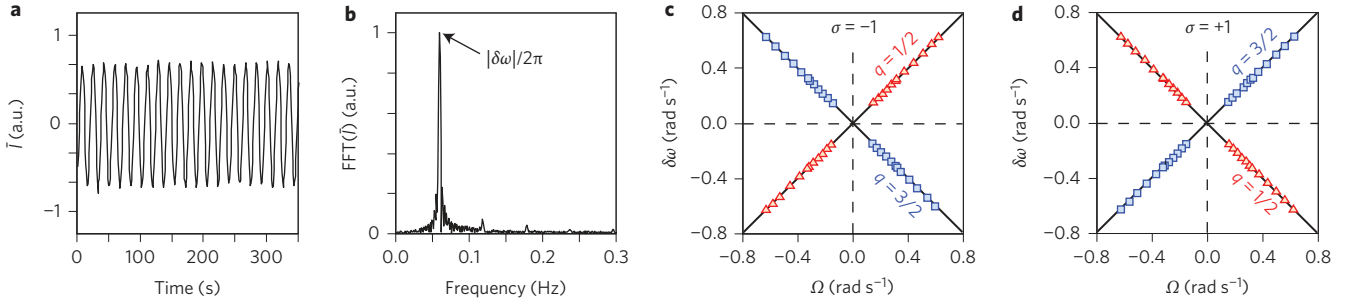 a
1
0
−1
Ī (a.u.)
0
100
200
300
Time (s)
b
1
0
FFT(Ī) (a.u.)
|δω|/2π
0.0
0.1
0.2
0.3
Frequency (Hz)
c
0.8
0.4
0.0
−0.4
−0.8
δω (rad s⁻¹)
σ = −1
q = 1/2
q = 3/2
−0.8
−0.4
0.0
0.4
0.8
Ω (rad s⁻¹)
d
0.8
0.4
0.0
−0.4
−0.8
δω (rad s⁻¹)
σ = +1
q = 3/2
q = 1/2
−0.8
−0.4
0.0
0.4
0.8
Ω (rad s⁻¹)